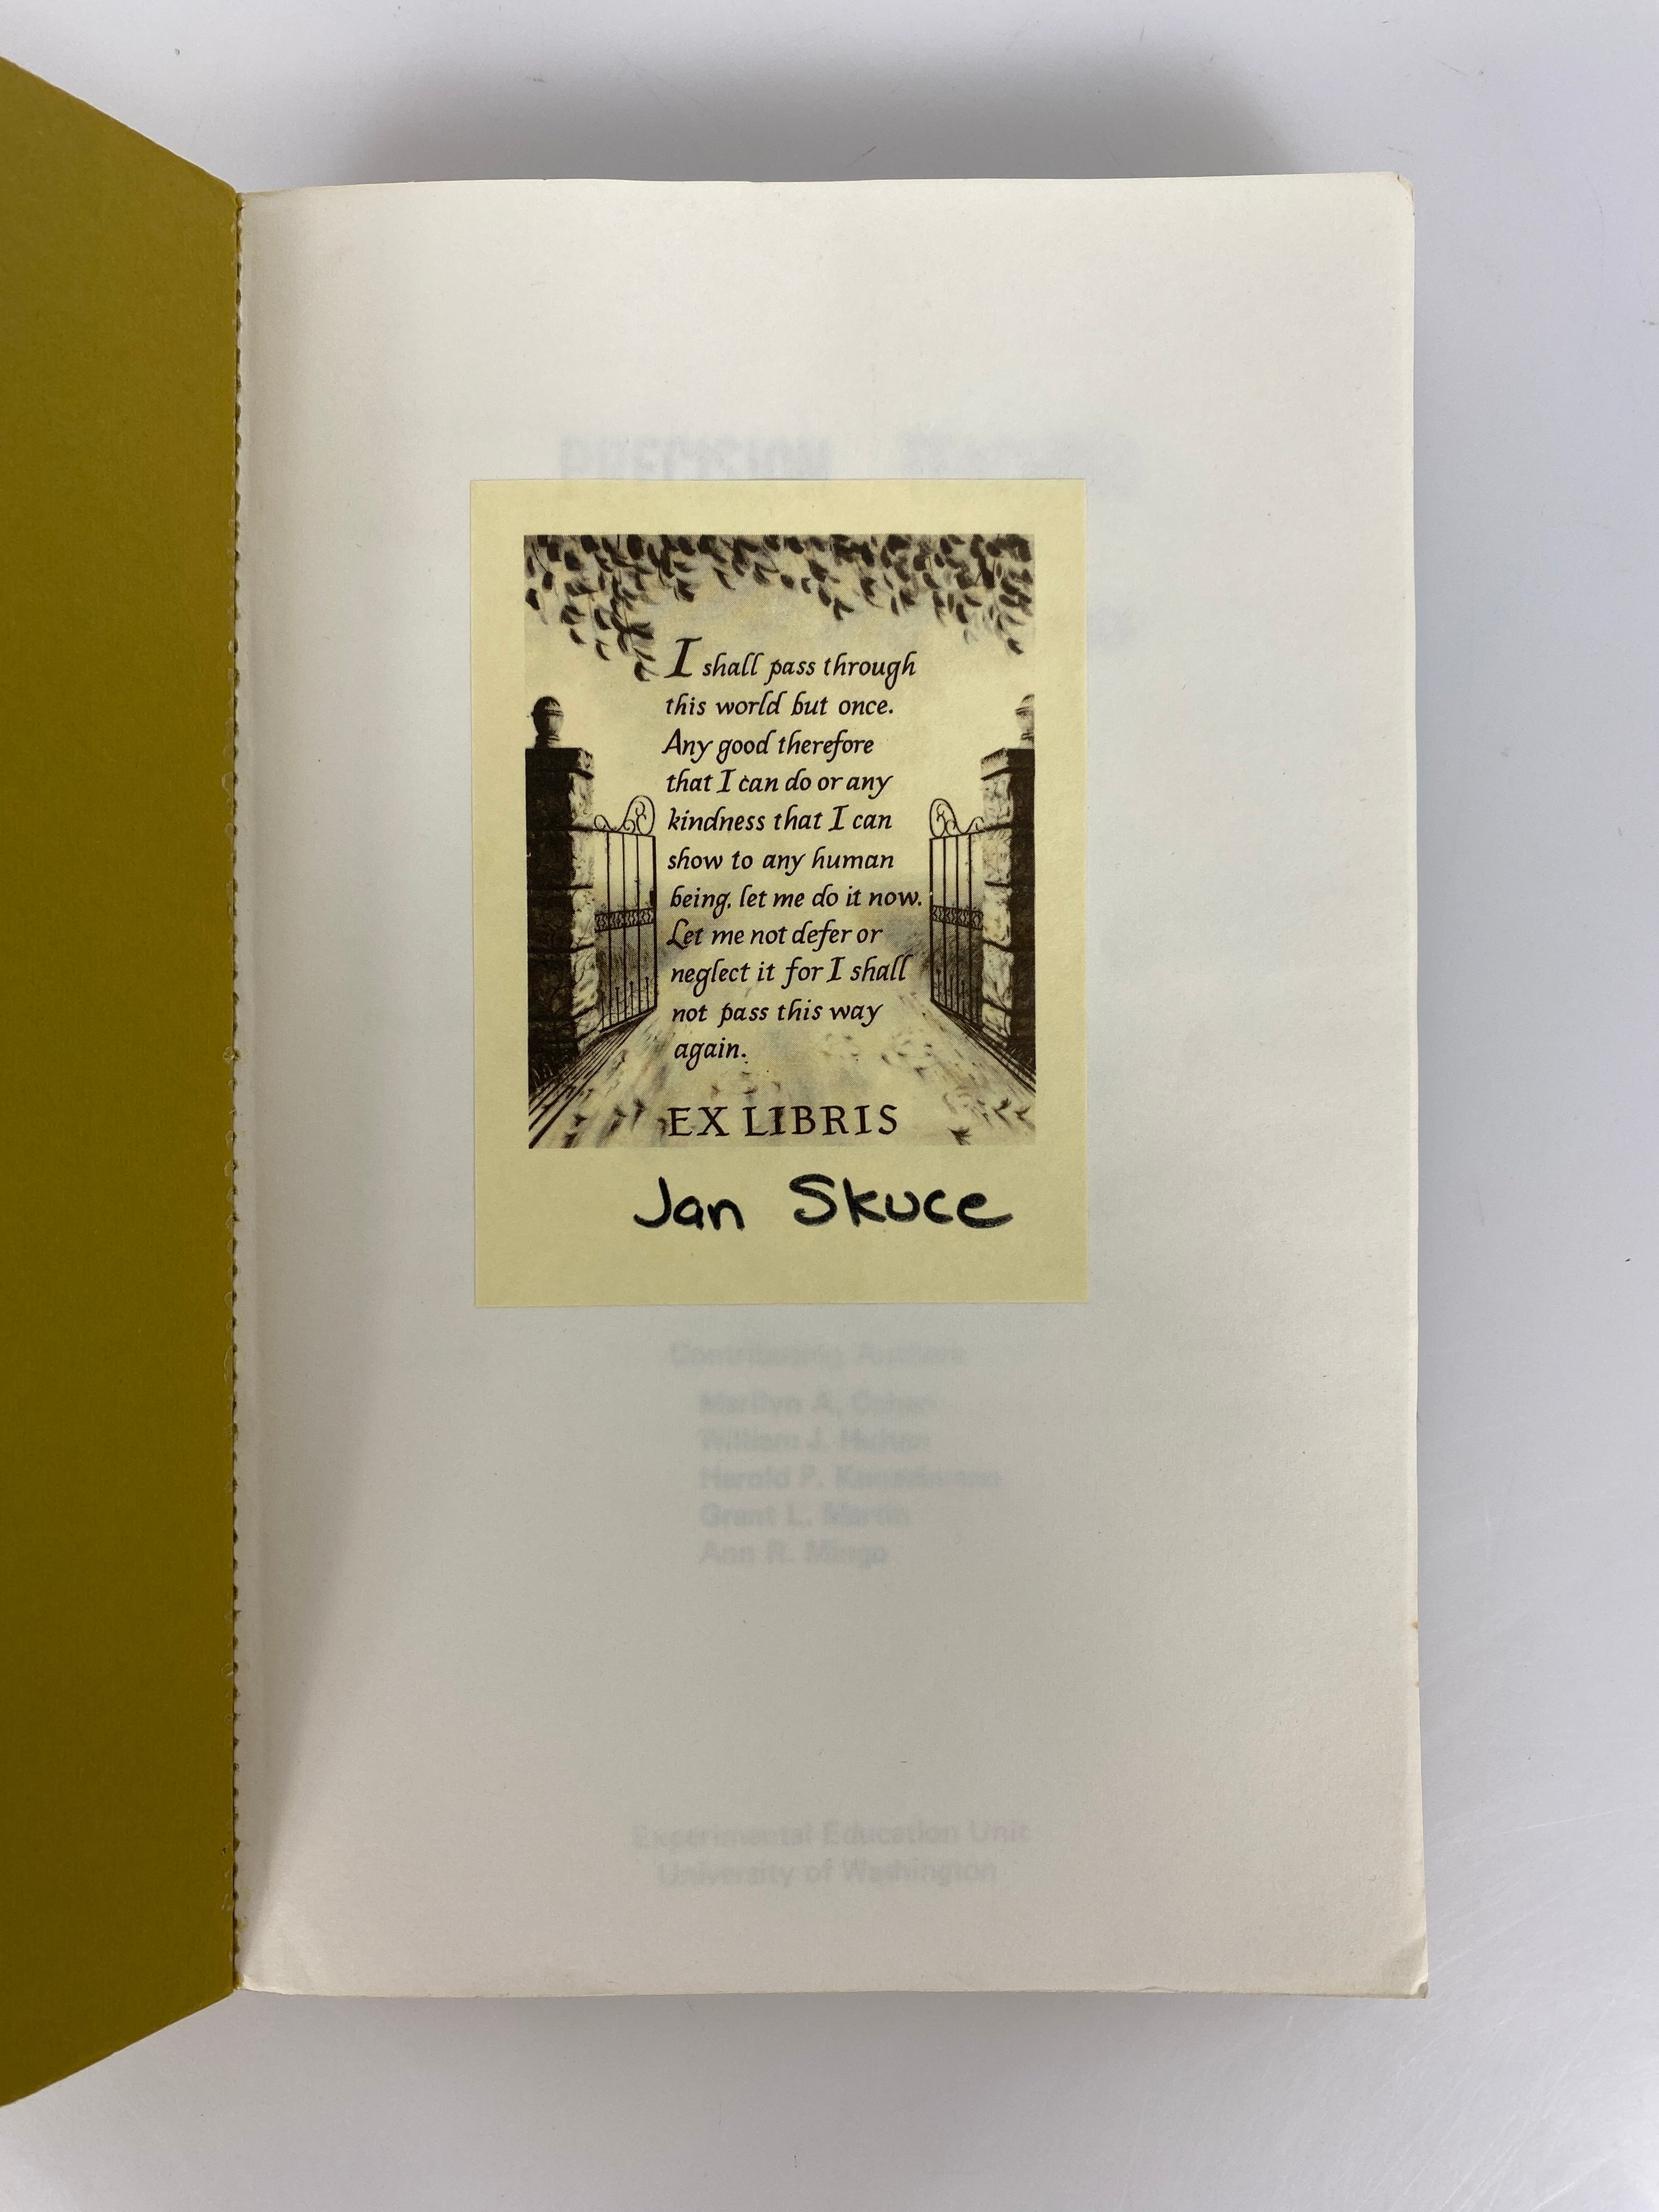 PRECISION
I shall pass through
this world but once.
Any good therefore
that I can do or any
kindness that I can
show to any human
being, let me do it now.
Let me not defer or
neglect it for I shall
not pass this way
again.
EX LIBRIS
Jan Skuce
Contributing Authors
Marilyn A. Cohen
William J.
Harold P.
Grant L. Martin
Ann R. Mingo
Experimental Education Unit
University of Washington